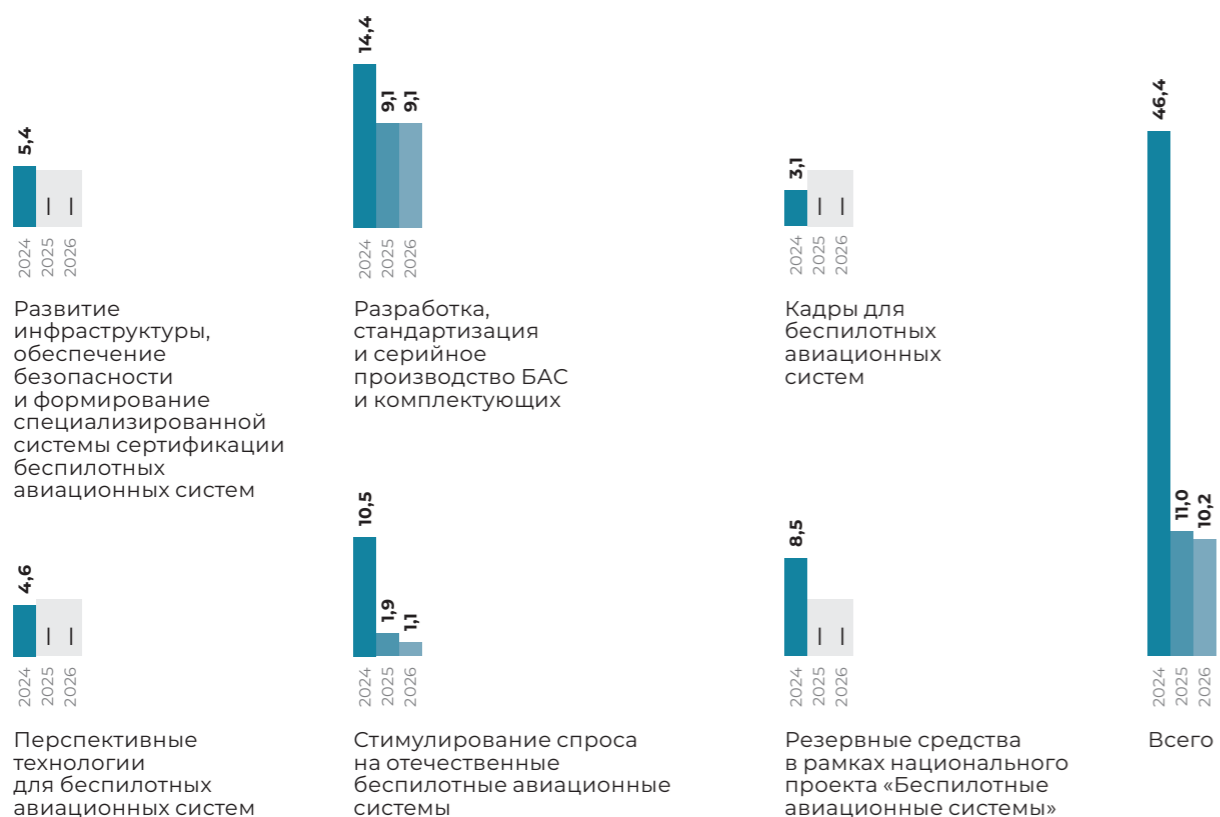 5,4
2024
2025
2026
Развитие
инфраструктуры,
обеспечение
безопасности
и формирование
специализированной
системы сертификации
беспилотных
авиационных систем
14,4
9,1
9,1
2024
2025
2026
Разработка,
стандартизация
и серийное
производство БАС
и комплектующих
3,1
2024
2025
2026
Кадры для
беспилотных
авиационных
систем
4,6
2024
2025
2026
Перспективные
технологии
для беспилотных
авиационных систем
10,5
1,9
1,1
2024
2025
2026
Стимулирование спроса
на отечественные
беспилотные авиационные
системы
8,5
2024
2025
2026
Резервные средства
в рамках национального
проекта «Беспилотные
авиационные системы»
46,4
11,0
10,2
2024
2025
2026
Всего